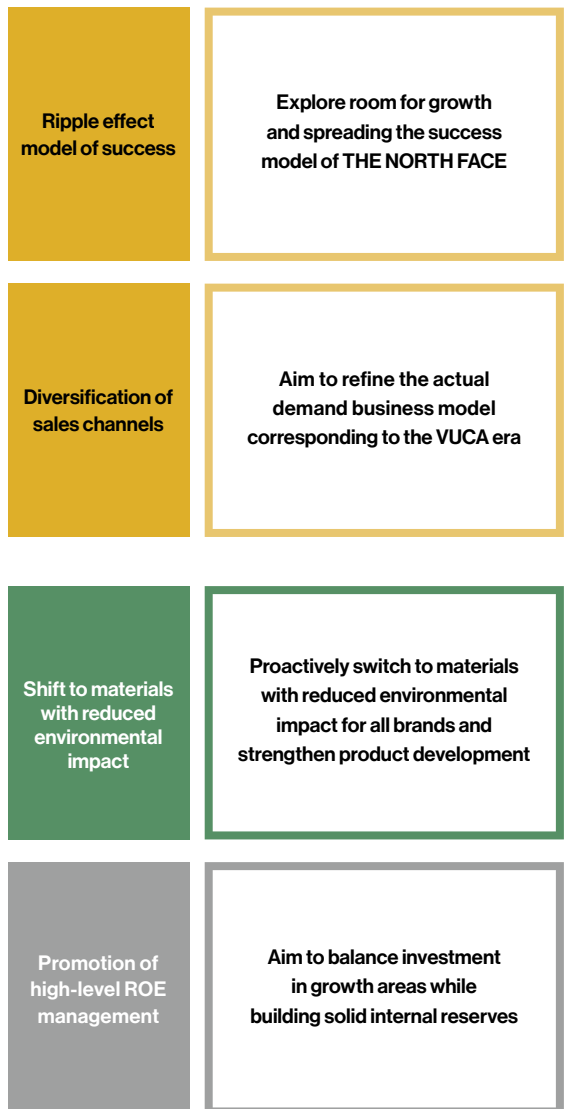 Ripple effect
model of success
Explore room for growth
and spreading the success
model of THE NORTH FACE
Diversification of
sales channels
Aim to refine the actual
demand business model
corresponding to the VUCA era
Shift to materials
with reduced
environmental
impact
Proactively switch to materials
with reduced environmental
impact for all brands and
strengthen product development
Promotion of
high-level ROE
management
Aim to balance investment
in growth areas while
building solid internal reserves